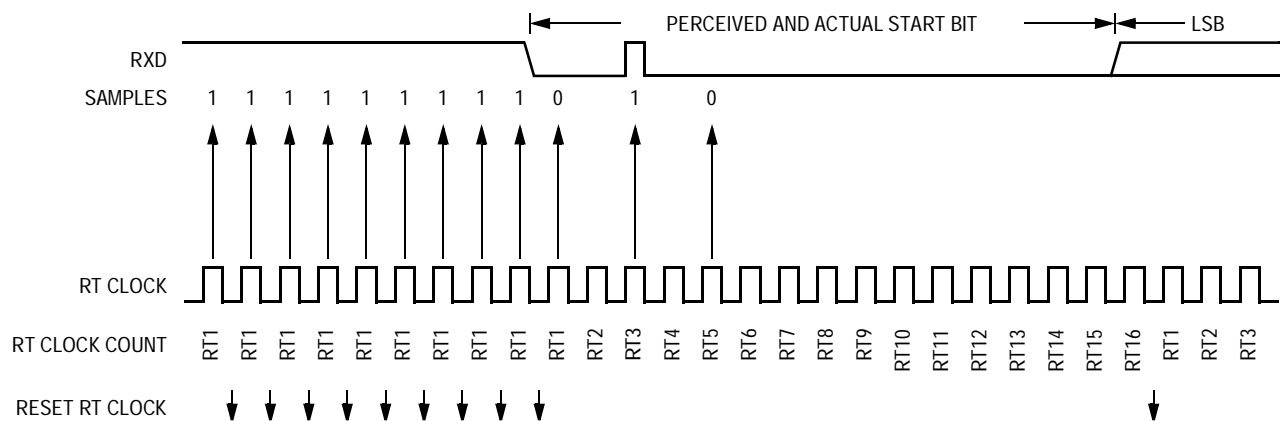 PERCEIVED AND ACTUAL START BIT LSB
RXD
SAMPLES 1 1 1 1 1 1 1 1 1 0 1 0
RT CLOCK
RT CLOCK COUNT RT1 RT1 RT1 RT1 RT1 RT1 RT1 RT1 RT1 RT1 RT2 RT3 RT4 RT5 RT6 RT7 RT8 RT9 RT10 RT11 RT12 RT13 RT14 RT15 RT16 RT1 RT2 RT3
RESET RT CLOCK